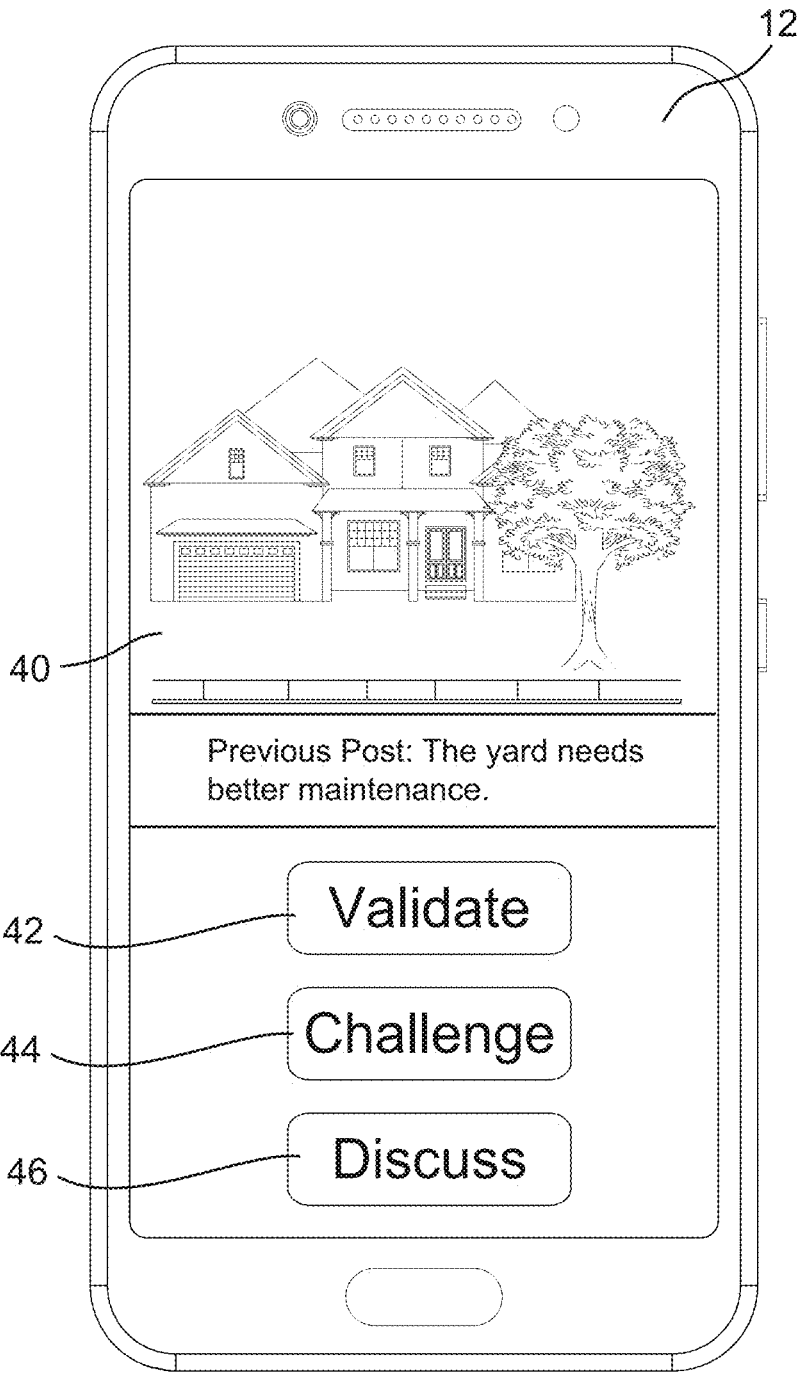 12
40
Previous Post: The yard needs
better maintenance.
Validate
42
Challenge
44
Discuss
46